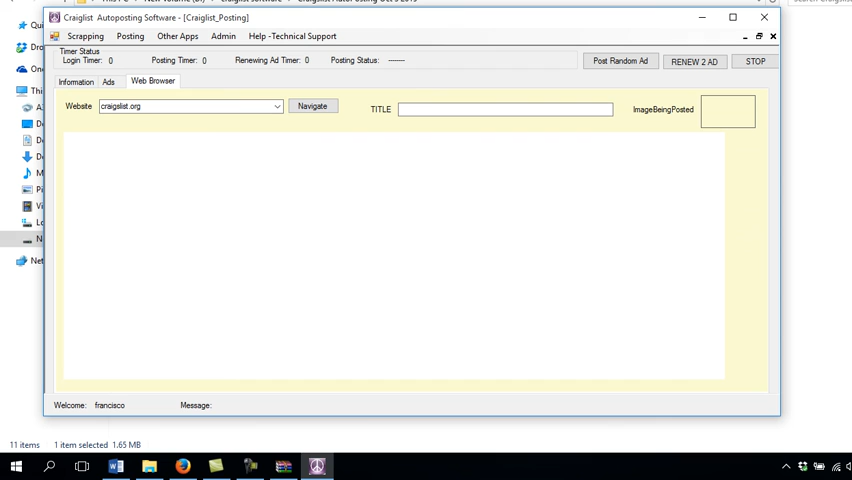 Craiglist Autoposting Software - [Craiglist_Posting]
Scrapping Posting Other Apps Admin Help -Technical Support
Timer Status
Login Timer: 0 Posting Timer: 0 Renewing Ad Timer: 0 Posting Status: -------
Post Random Ad RENEW 2 AD STOP
Information Ads Web Browser
Website craigslist.org Navigate TITLE ImageBeingPosted
Welcome: francisco Message:
11 items 1 item selected 1.65 MB